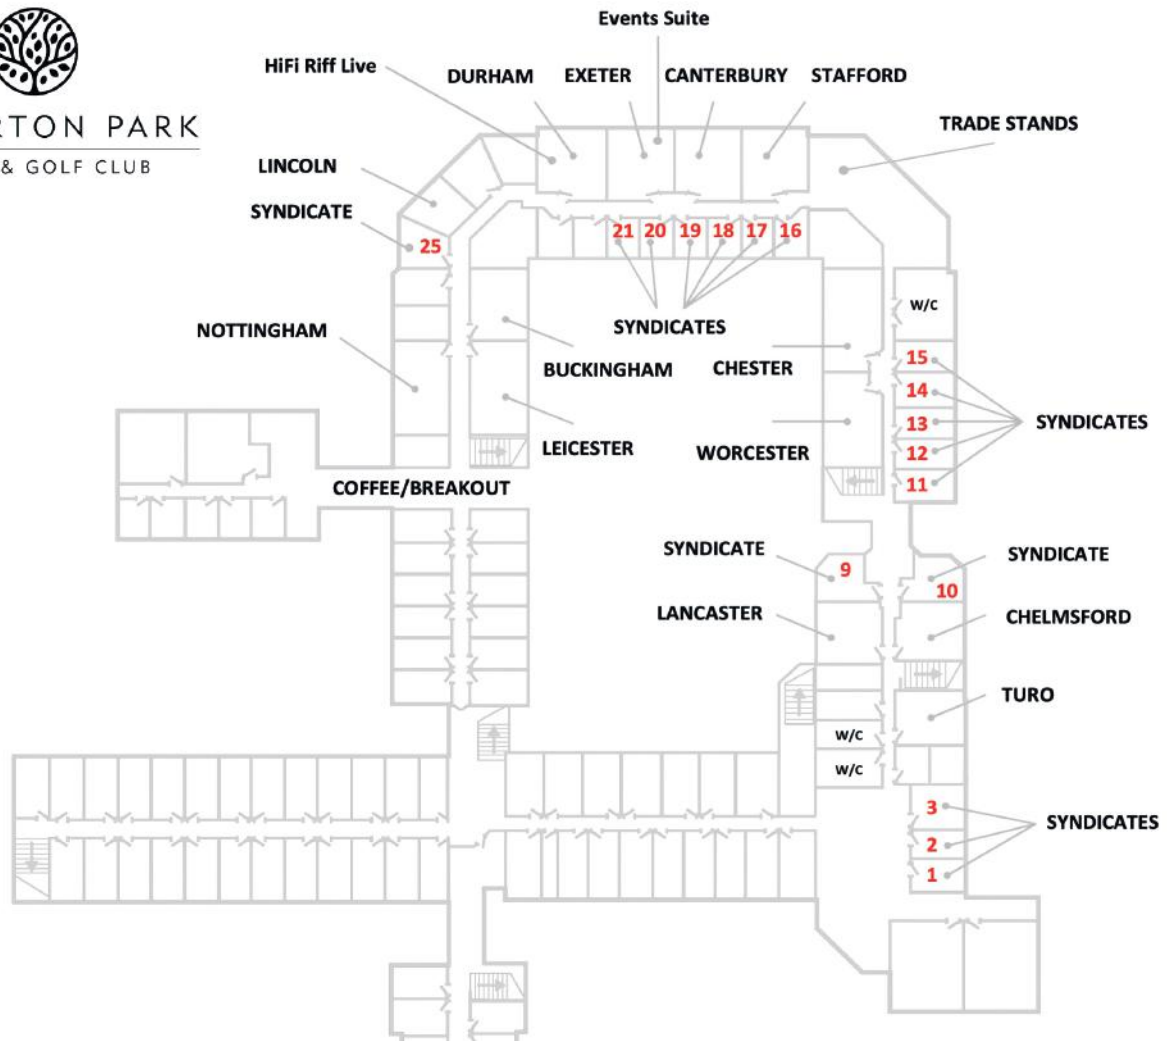 Events Suite
HiFi Riff Live
DURHAM
EXETER
CANTERBURY
STAFFORD
RTON PARK
& GOLF CLUB
TRADE STANDS
LINCOLN
SYNDICATE
25
21 20 19 18 17 16
SYNDICATES
W/C
NOTTINGHAM
BUCKINGHAM
CHESTER
15
14
13
12
11
SYNDICATES
LEICESTER
WORCESTER
COFFEE/BREAKOUT
SYNDICATE
9
SYNDICATE
10
LANCASTER
CHELMSFORD
TURO
W/C
W/C
3
2
1
SYNDICATES